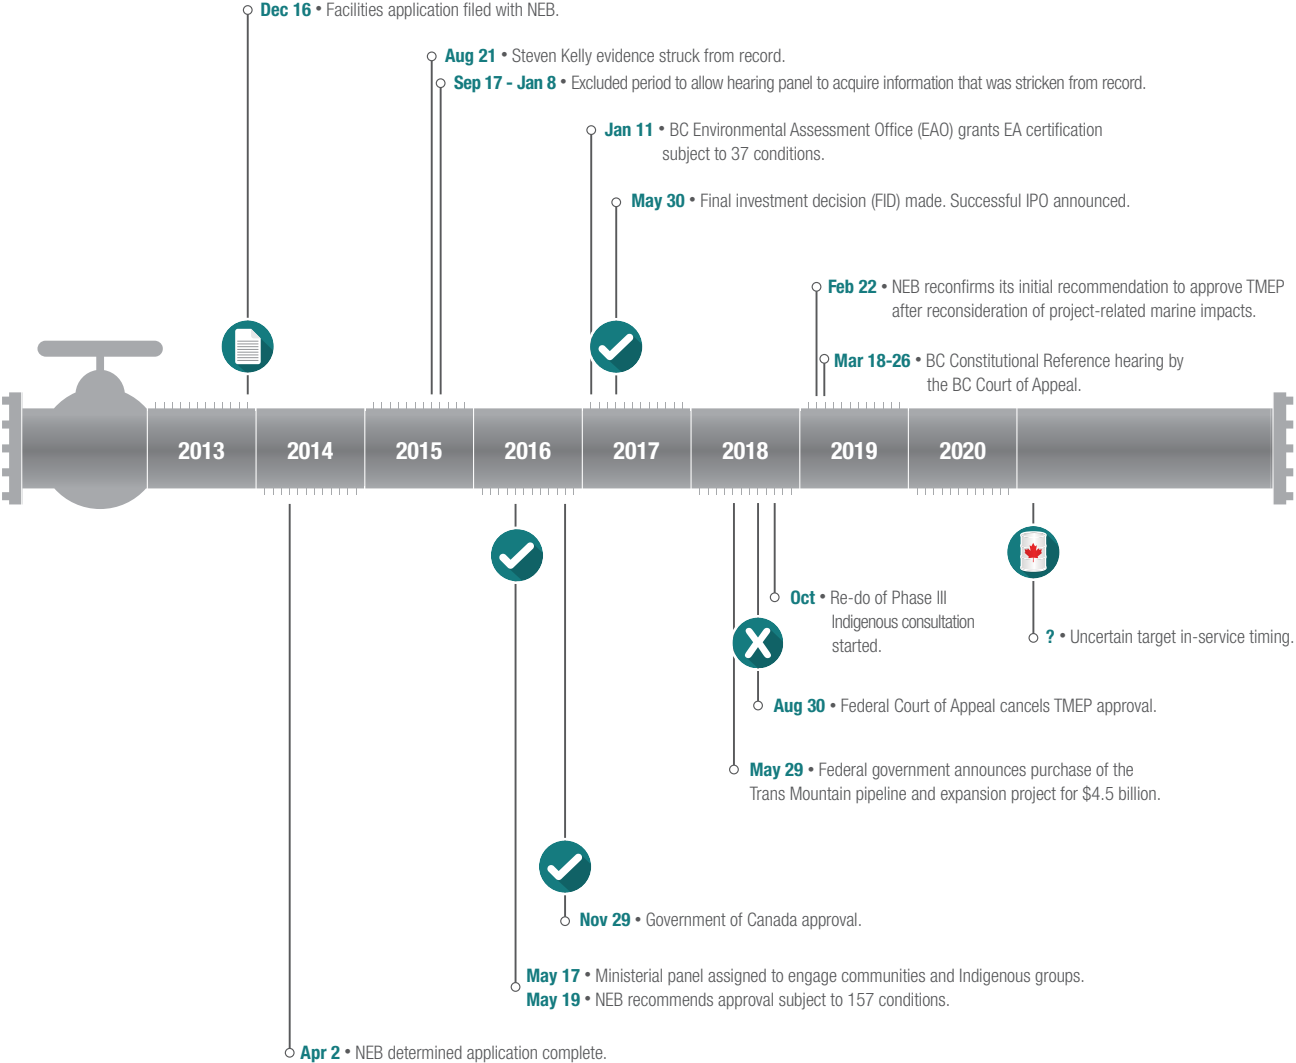 Dec 16 • Facilities application filed with NEB.
Aug 21 • Steven Kelly evidence struck from record.
Sep 17 - Jan 8 • Excluded period to allow hearing panel to acquire information that was stricken from record.
Jan 11 • BC Environmental Assessment Office (EAO) grants EA certification
subject to 37 conditions.
May 30 • Final investment decision (FID) made. Successful IPO announced.
Feb 22 • NEB reconfirms its initial recommendation to approve TMEP
after reconsideration of project-related marine impacts.
Mar 18-26 • BC Constitutional Reference hearing by
the BC Court of Appeal.
2013 2014 2015 2016 2017 2018 2019 2020
Oct • Re-do of Phase III
Indigenous consultation
started.
? • Uncertain target in-service timing.
X
Aug 30 • Federal Court of Appeal cancels TMEP approval.
May 29 • Federal government announces purchase of the
Trans Mountain pipeline and expansion project for $4.5 billion.
Nov 29 • Government of Canada approval.
May 17 • Ministerial panel assigned to engage communities and Indigenous groups.
May 19 • NEB recommends approval subject to 157 conditions.
Apr 2 • NEB determined application complete.